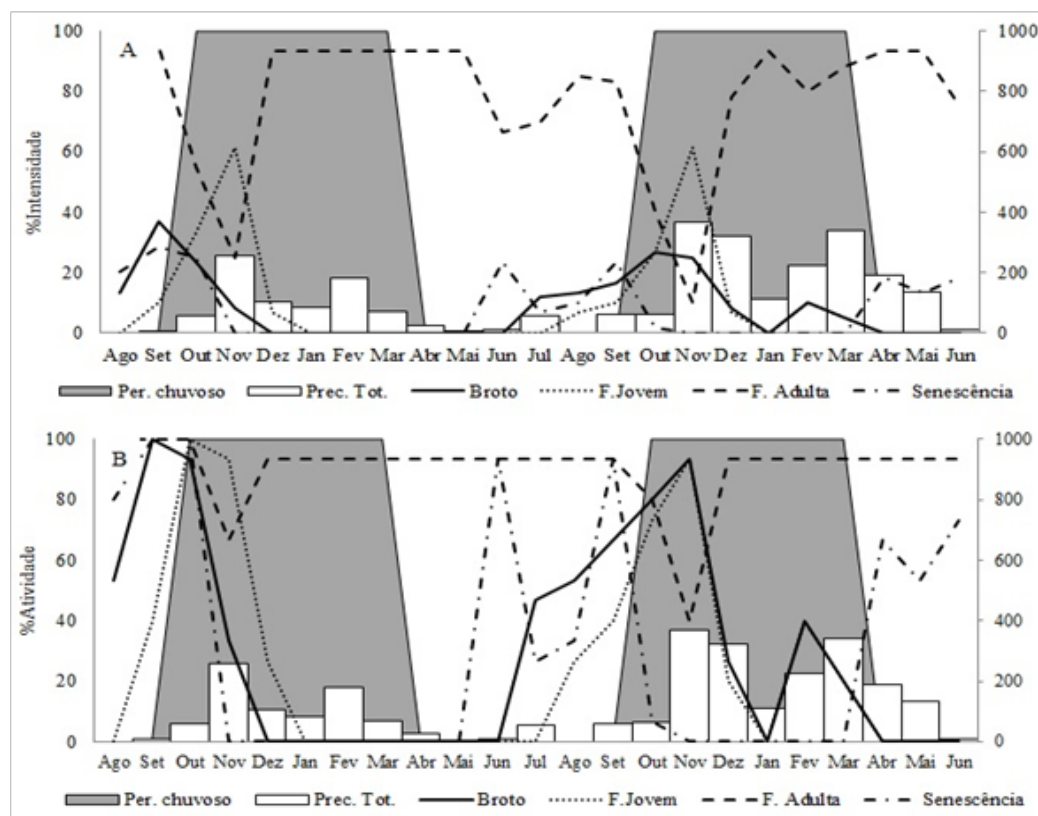 A
%Intensidade
100 80 60 40 20 0
1000 800 600 400 200 0
Ago Set Out Nov Dez Jan Fev Mar Abr Mai Jun Jul Ago Set Out Nov Dez Jan Fev Mar Abr Mai Jun
Per. chuvoso Prec. Tot. Broto F.Jovem F. Adulta Senescência
B
%Atividade
100 80 60 40 20 0
1000 800 600 400 200 0
Ago Set Out Nov Dez Jan Fev Mar Abr Mai Jun Jul Ago Set Out Nov Dez Jan Fev Mar Abr Mai Jun
Per. chuvoso Prec. Tot. Broto F.Jovem F. Adulta Senescência